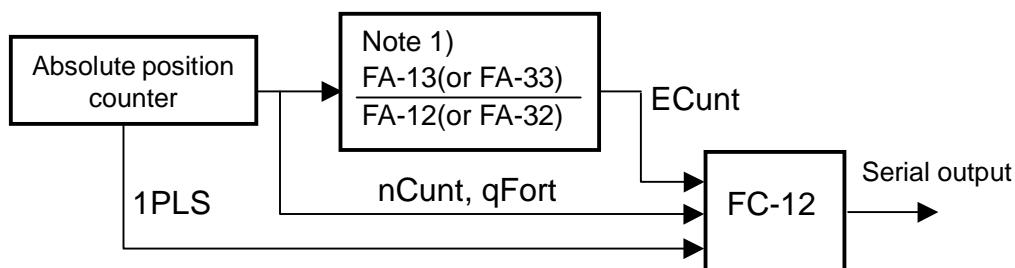 Absolute position
counter
Note 1)
FA-13(or FA-33)
FA-12(or FA-32)
ECunt
1PLS
nCunt, qFort
FC-12
Serial output